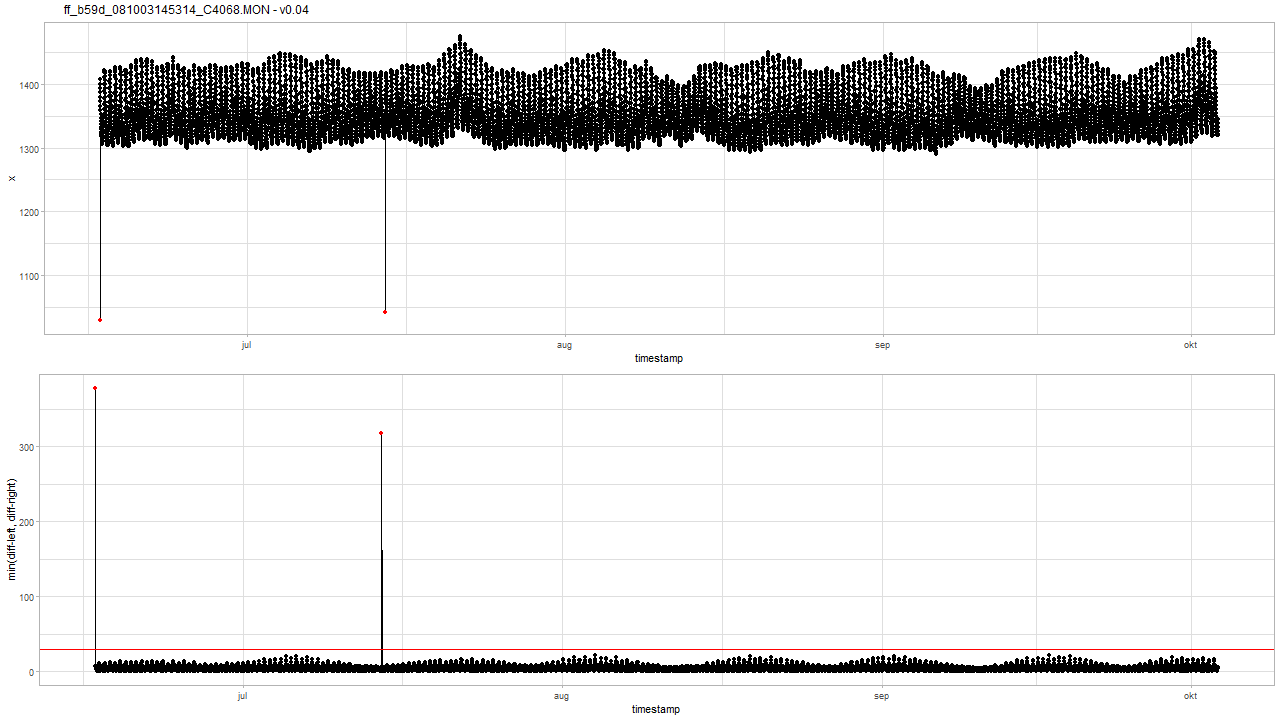 ff_b59d_081003145314_C4068.MON - v0.04
1400
1300
1200
1100
x
jul
aug
sep
okt
timestamp
300
200
100
0
min(diff-left, diff-right)
jul
aug
sep
okt
timestamp